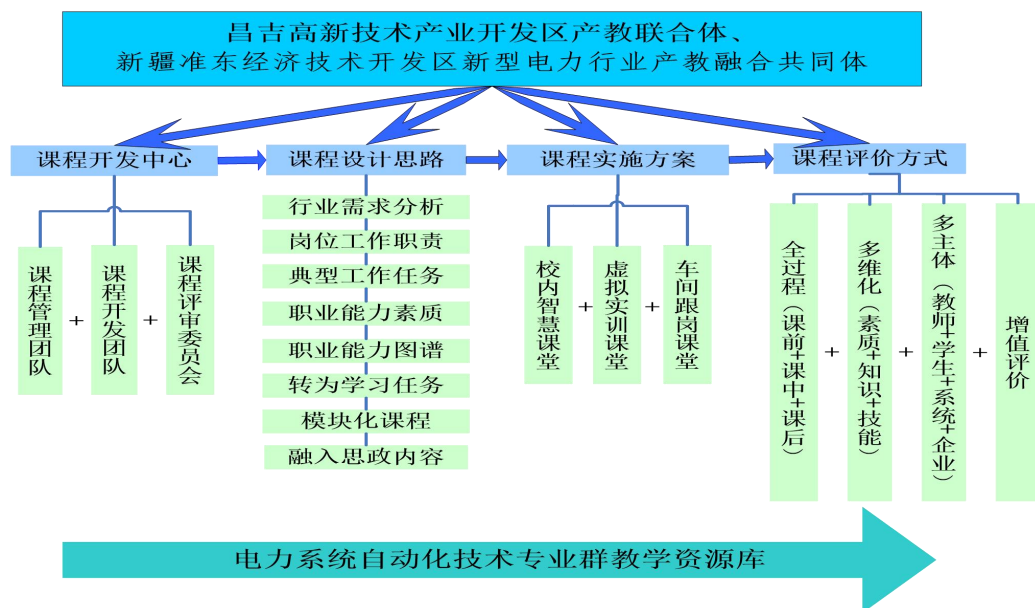 昌吉高新技术产业开发区产教联合体、
新疆准东经济技术开发区新型电力行业产教融合共同体
课程开发中心
课程设计思路
课程实施方案
课程评价方式
课程管理团队
+
课程开发团队
+
课程评审委员会
行业需求分析
岗位工作职责
典型工作任务
职业能力素质
职业能力图谱
转为学习任务
模块化课程
融入思政内容
校内智慧课堂
+
虚拟实训课堂
+
车间跟岗课堂
全过程（课前+课中+课后）
+
多维化（素质+知识+技能）
+
多主体（教师+学生+系统+企业）
+
增值评价
电力系统自动化技术专业群教学资源库